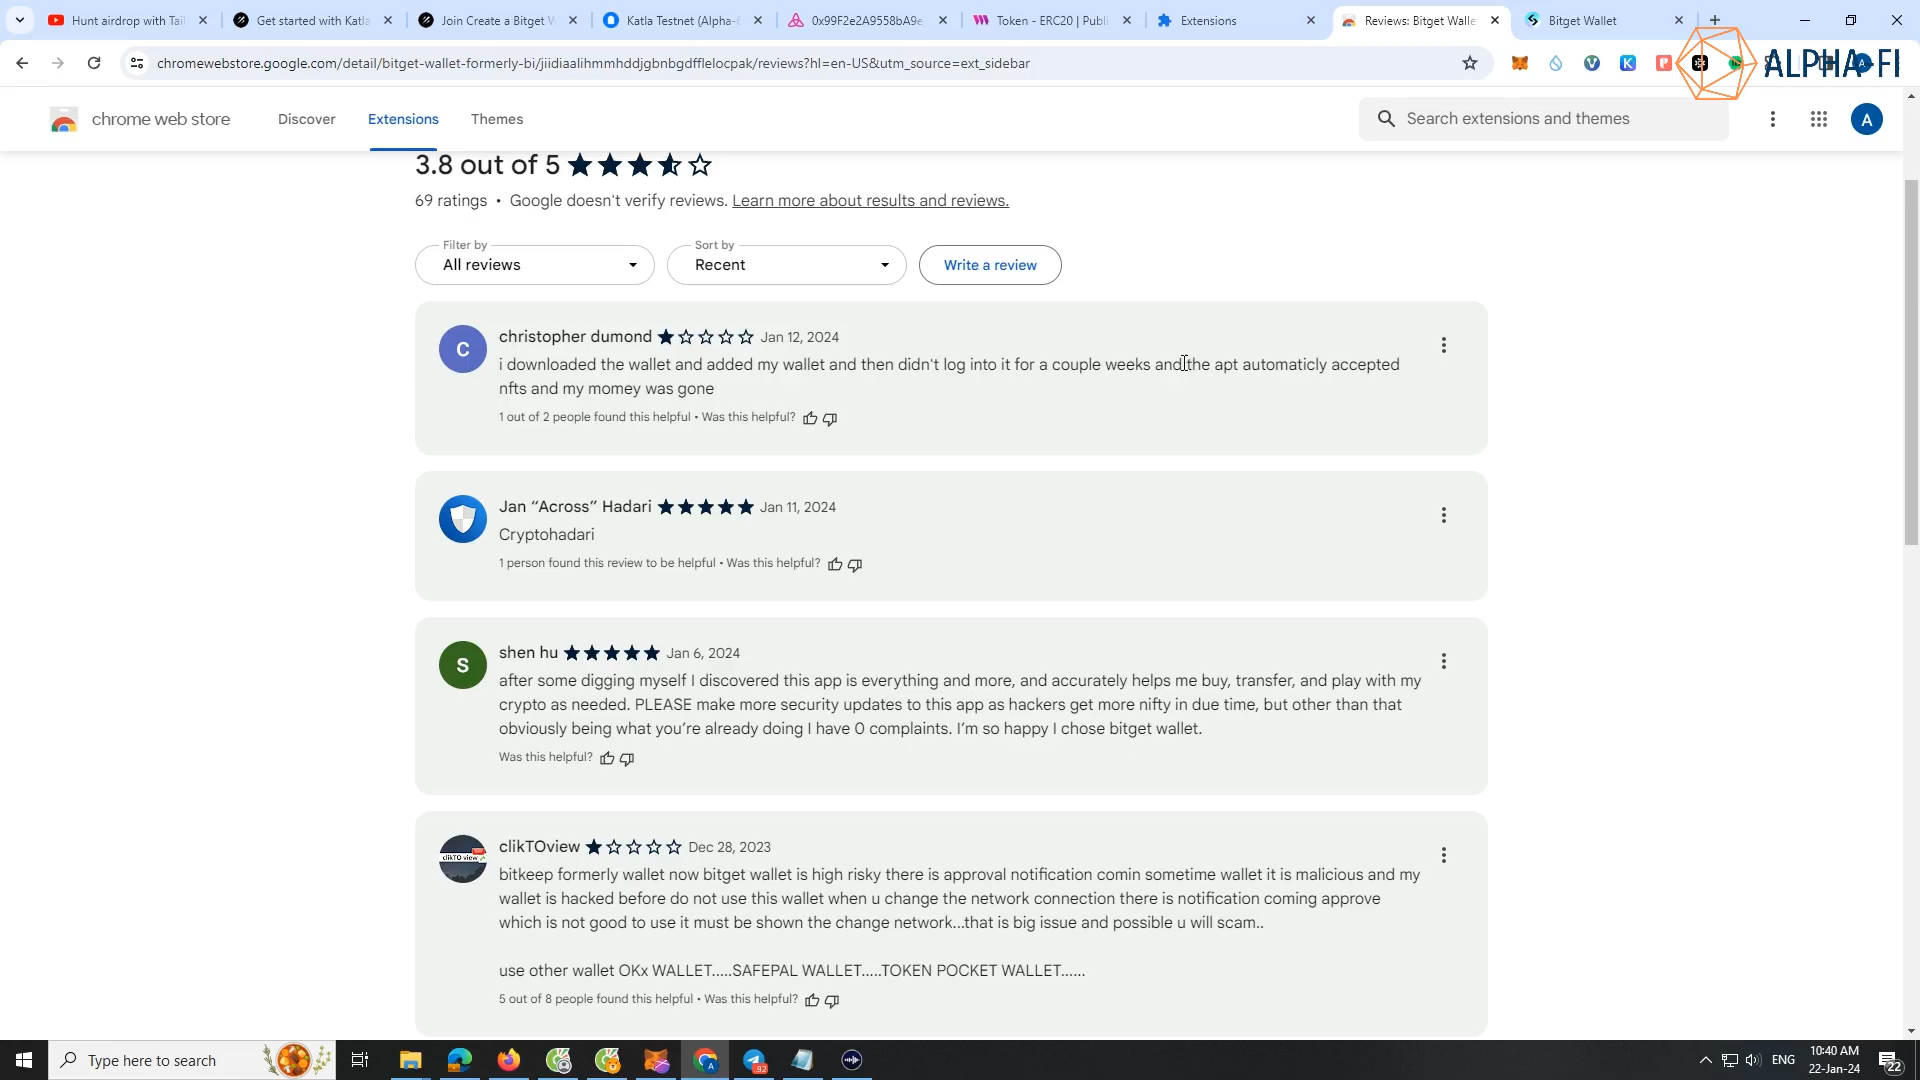 Hunt airdrop with Tai
Get started with Katla
Join Create a Bitget W
Katla Testnet (Alpha-
0x99F2e2A9558bA9e
Token - ERC20 | Publi
Extensions
Reviews: Bitget Walle
Bitget Wallet
chromewebstore.google.com/detail/bitget-wallet-formerly-bi/jiidiaalihmmhddjgbnbgdfflelocpak/reviews?hl=en-US&utm_source=ext_sidebar
ALPHA FI
chrome web store
Discover
Extensions
Themes
Search extensions and themes
A
3.8 out of 5
69 ratings • Google doesn't verify reviews. Learn more about results and reviews.
Filter by
All reviews
Sort by
Recent
Write a review
C
christopher dumond Jan 12, 2024
i downloaded the wallet and added my wallet and then didn't log into it for a couple weeks and the apt automaticly accepted
nfts and my momey was gone
1 out of 2 people found this helpful • Was this helpful?
Jan “Across” Hadari Jan 11, 2024
Cryptohadari
1 person found this review to be helpful • Was this helpful?
S
shen hu Jan 6, 2024
after some digging myself I discovered this app is everything and more, and accurately helps me buy, transfer, and play with my
crypto as needed. PLEASE make more security updates to this app as hackers get more nifty in due time, but other than that
obviously being what you’re already doing I have 0 complaints. I’m so happy I chose bitget wallet.
Was this helpful?
clikTO view
clikTOview Dec 28, 2023
bitkeep formerly wallet now bitget wallet is high risky there is approval notification comin sometime wallet it is malicious and my
wallet is hacked before do not use this wallet when u change the network connection there is notification coming approve
which is not good to use it must be shown the change network...that is big issue and possible u will scam..
use other wallet OKx WALLET.....SAFEPAL WALLET.....TOKEN POCKET WALLET......
5 out of 8 people found this helpful • Was this helpful?
Type here to search
A
92
ENG
10:40 AM
22-Jan-24
22